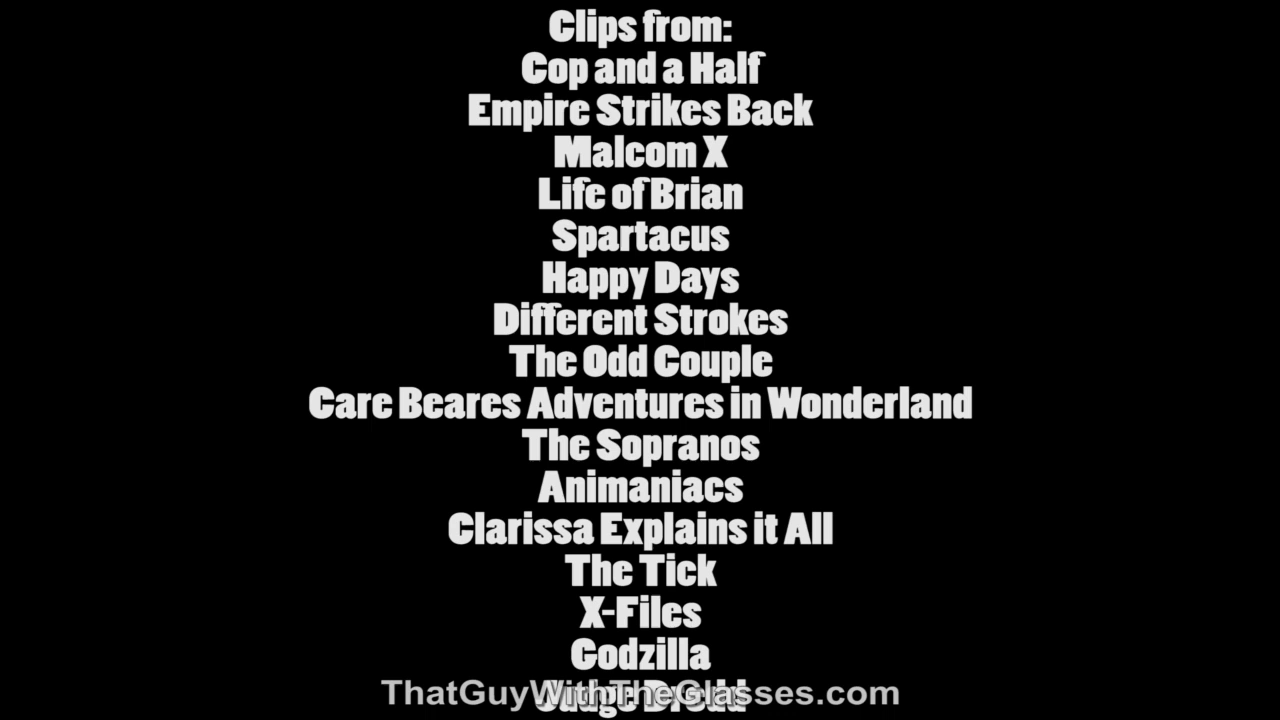 Clips from:
Cop and a Half
Empire Strikes Back
Malcom X
Life of Brian
Spartacus
Happy Days
Different Strokes
The Odd Couple
Care Beares Adventures in Wonderland
The Sopranos
Animaniacs
Clarissa Explains it All
The Tick
X-Files
Godzilla
Judge Dredd
ThatGuyWithTheGlasses.com